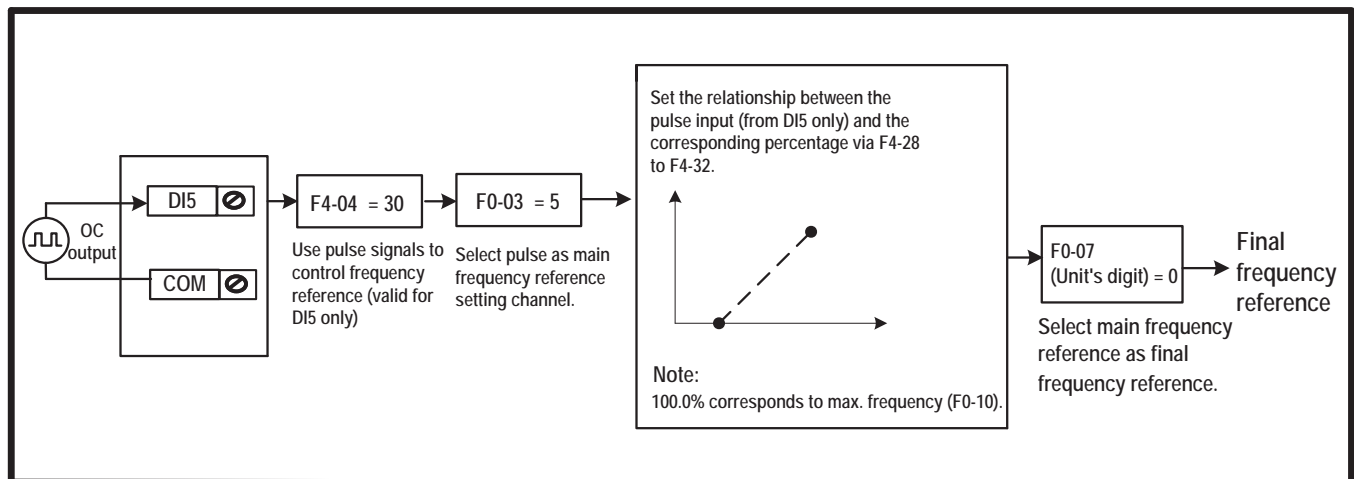 DI5
OC
output
COM
F4-04 = 30
Use pulse signals to
control frequency
reference (valid for
DI5 only)
F0-03 = 5
Select pulse as main
frequency reference
setting channel.
Set the relationship between the
pulse input (from DI5 only) and the
corresponding percentage via F4-28
to F4-32.
Note:
100.0% corresponds to max. frequency (F0-10).
F0-07
(Unit's digit) = 0
Select main frequency
reference as final
frequency reference.
Final
frequency
reference